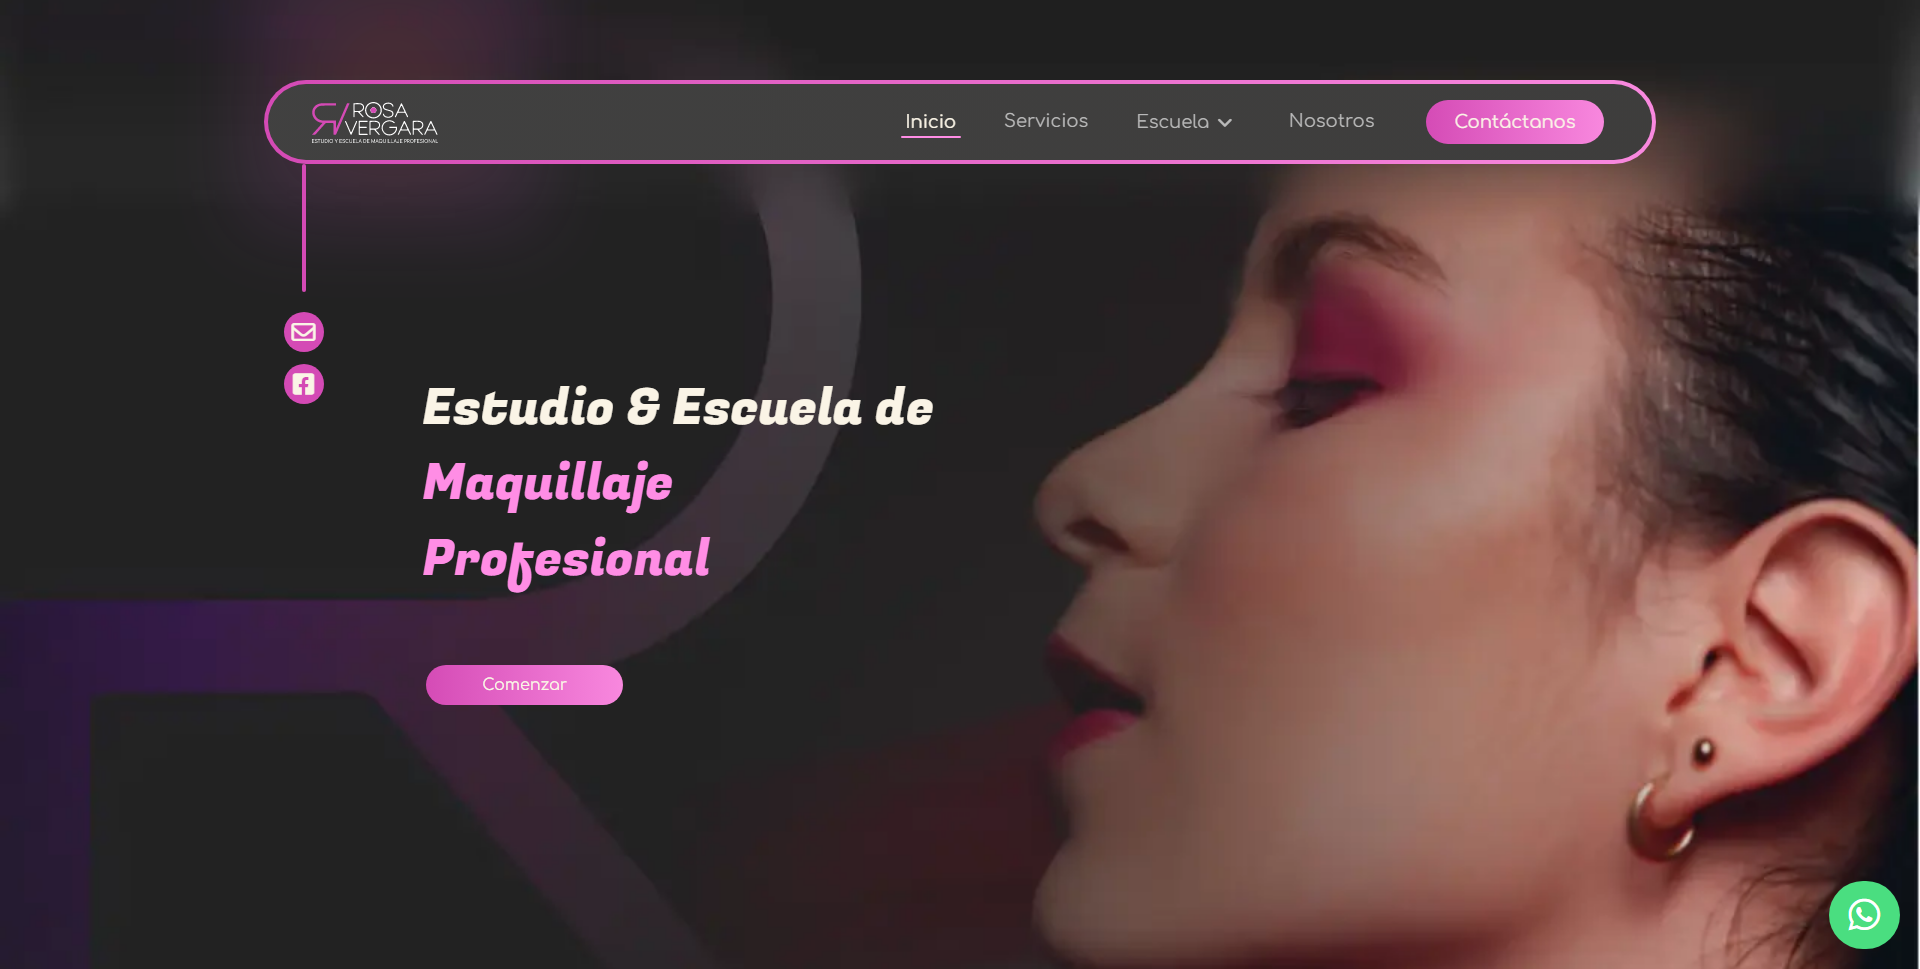 ROSA
VERGARA
ESTUDIO Y ESCUELA DE MAQUILLAJE PROFESIONAL
Inicio
Servicios
Escuela
Nosotros
Contáctanos
Estudio & Escuela de
Maquillaje
Profesional
Comenzar